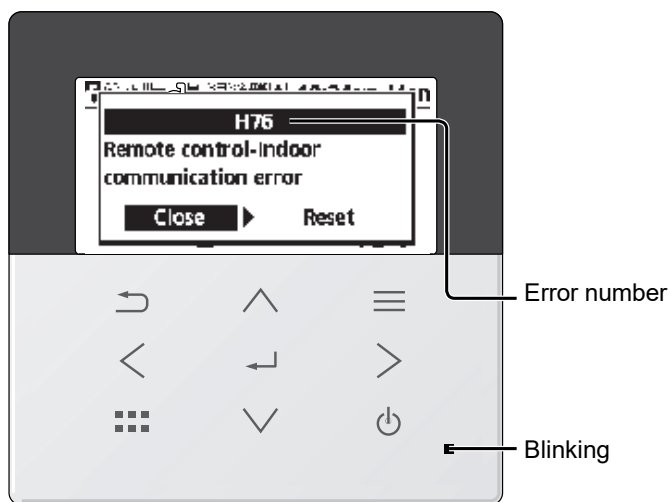 H76
Remote control-Indoor
communication error
Close Reset
Error number
Blinking